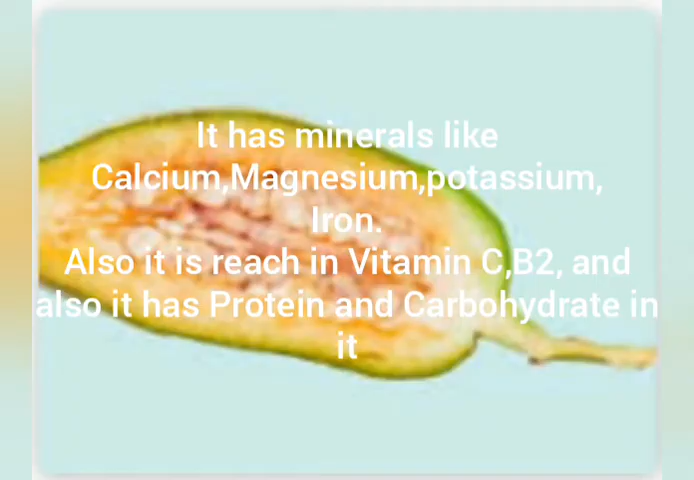 It has minerals like
Calcium,Magnesium,potassium,
Iron.
Also it is reach in Vitamin C,B2, and
also it has Protein and Carbohydrate in
it